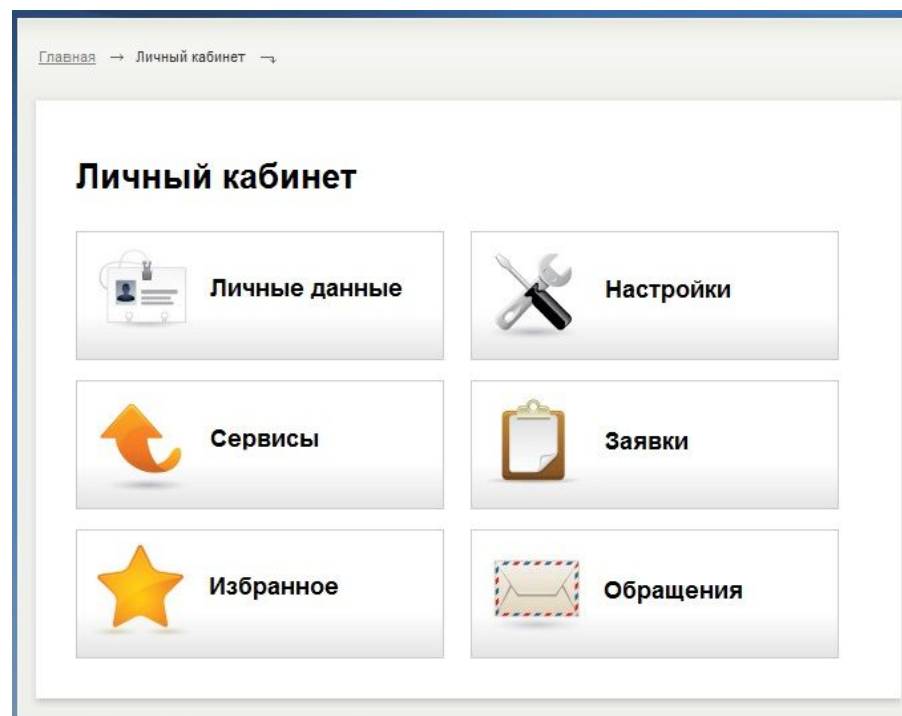 Главная → Личный кабинет
Личный кабинет
Личные данные
Настройки
Сервисы
Заявки
Избранное
Обращения